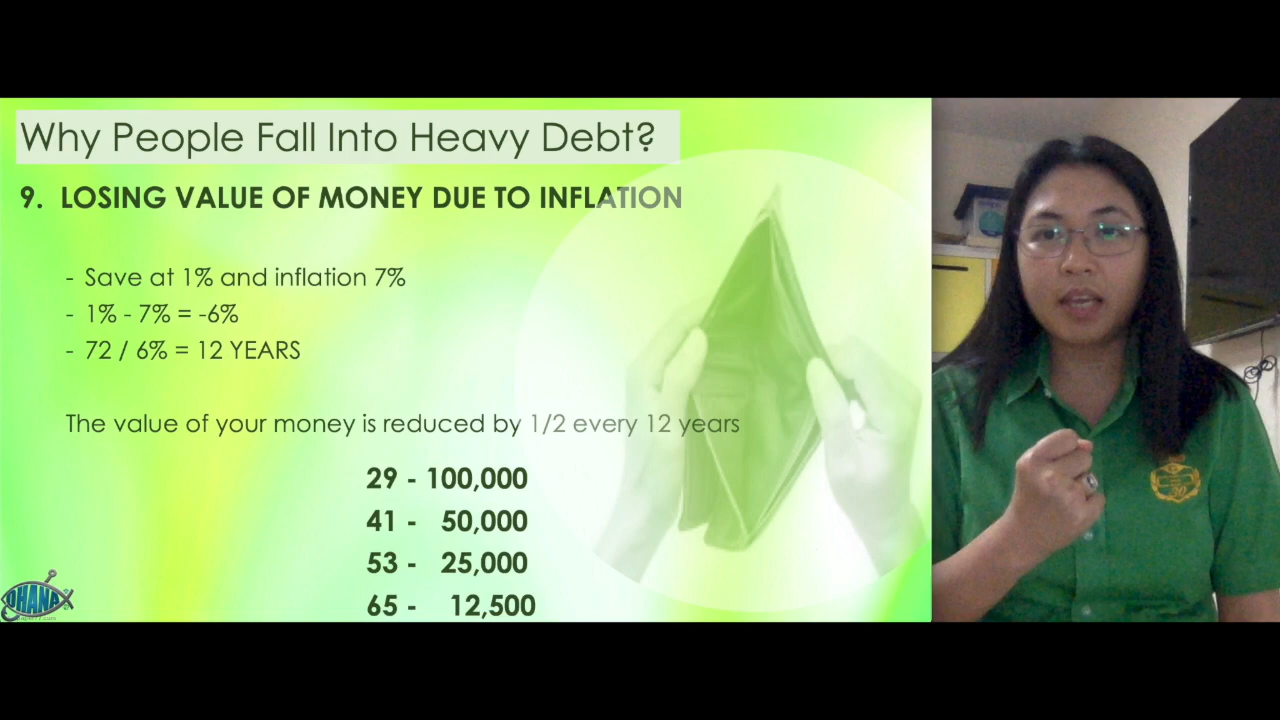 Why People Fall Into Heavy Debt?
9. LOSING VALUE OF MONEY DUE TO INFLATION
- Save at 1% and inflation 7%
- 1% - 7% = -6%
- 72 / 6% = 12 YEARS
The value of your money is reduced by 1/2 every 12 years
29 - 100,000
41 - 50,000
53 - 25,000
65 - 12,500
OHANA
50